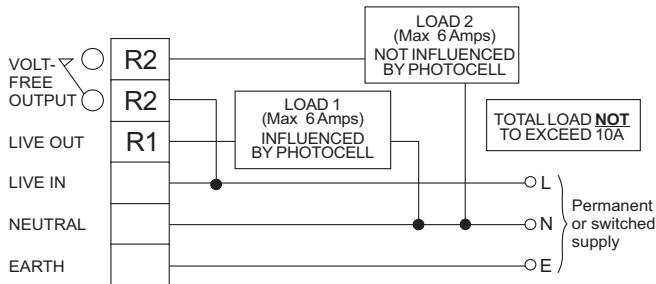 VOLT-
FREE
OUTPUT
R2
R2
LIVE OUT
R1
LIVE IN
NEUTRAL
EARTH
LOAD 2
(Max 6 Amps)
NOT INFLUENCED
BY PHOTOCELL
LOAD 1
(Max 6 Amps)
INFLUENCED
BY PHOTOCELL
TOTAL LOAD NOT
TO EXCEED 10A
L
N
E
Permanent
or switched
supply